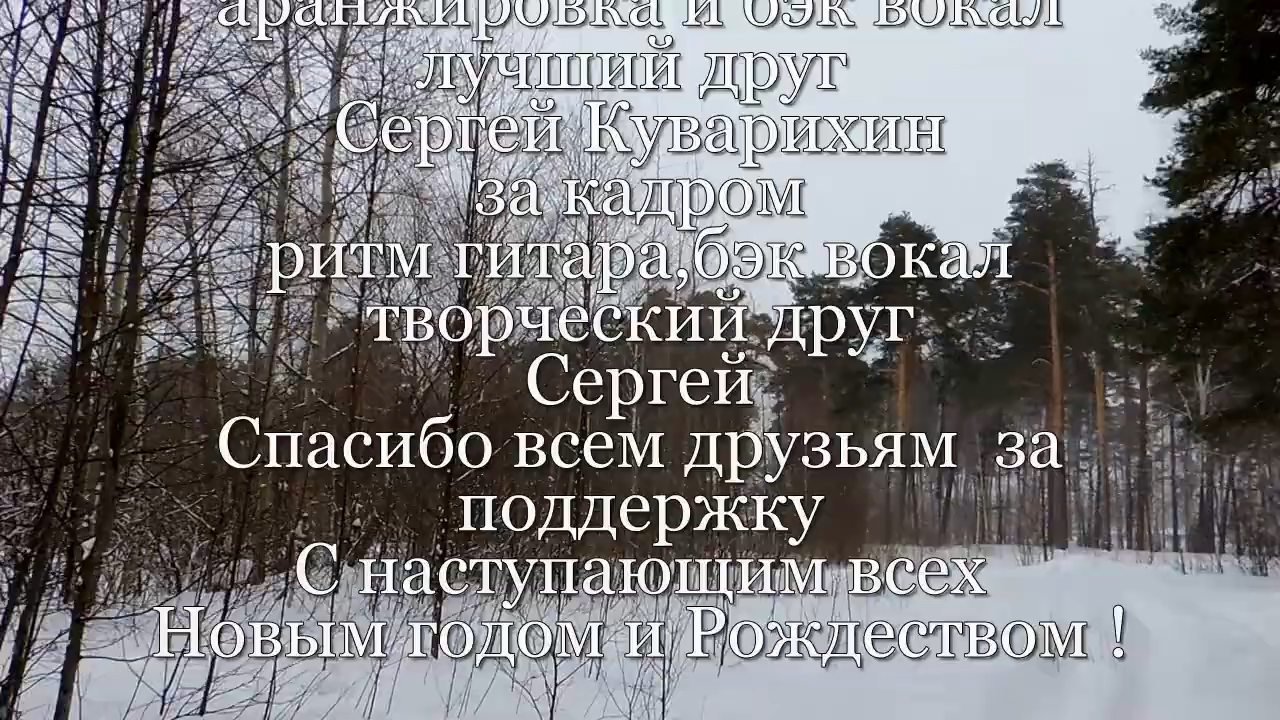 аранжировка и бэк вокал
лучший друг
Сергей Куварихин
за кадром
ритм гитара,бэк вокал
творческий друг
Сергей
Спасибо всем друзьям за
поддержку
С наступающим всех
Новым годом и Рождеством !